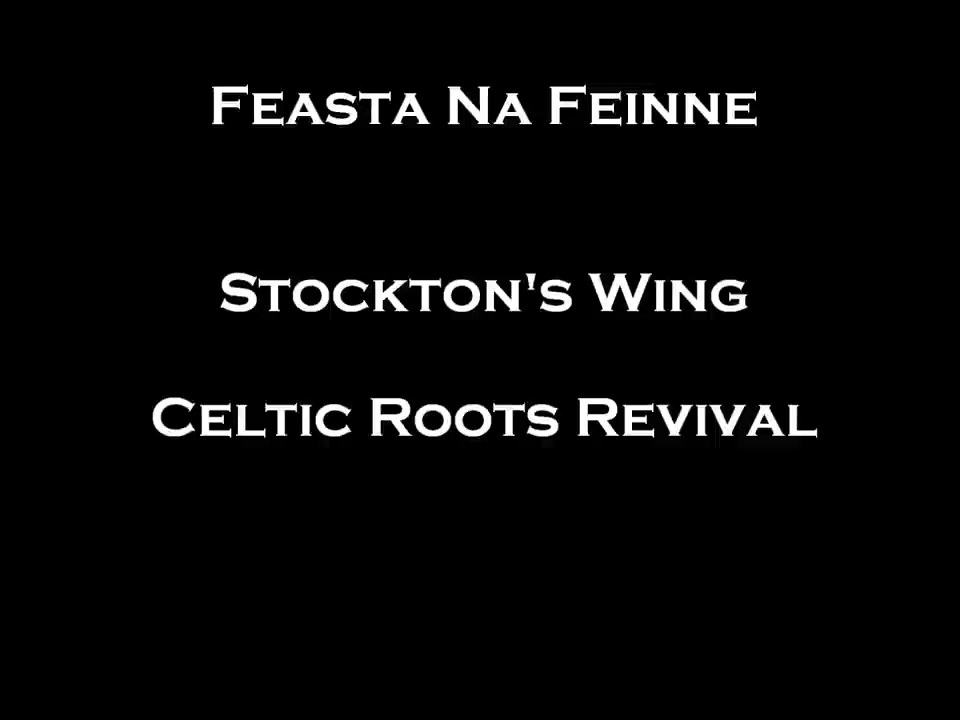 Feasta Na Feinne
Stockton's Wing
Celtic Roots Revival